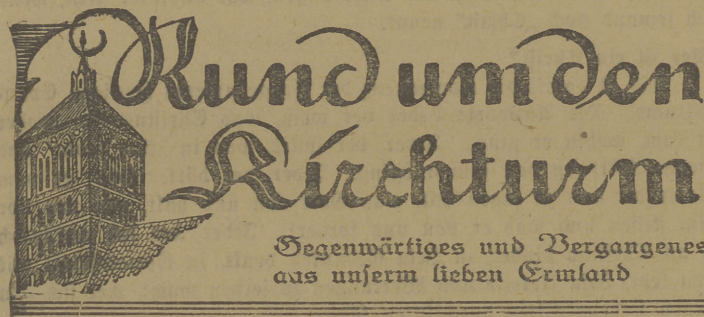 Rund um den
Kirchturm
Gegenwärtiges und Vergangenes
aus unserm lieben Ermland